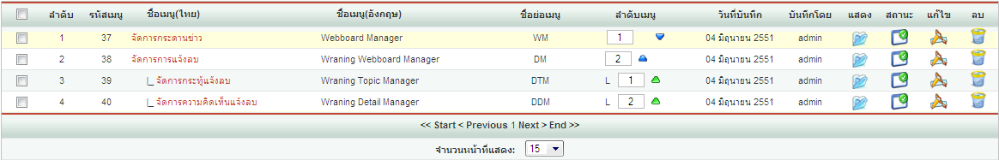 ลำดับ รหัสเมนู ชื่อเมนู(ไทย) ชื่อเมนู(อังกฤษ) ชื่อย่อเมนู ลำดับเมนู วันที่บันทึก บันทึกโดย แสดง สถานะ แก้ไข ลบ
1 37 จัดการกระดานข่าว Webboard Manager WM 1 04 มิถุนายน 2551 admin
2 38 จัดการการแจ้งลบ Wraning Webboard Manager DM 2 04 มิถุนายน 2551 admin
3 39 จัดการกระทู้แจ้งลบ Wraning Topic Manager DTM L 1 04 มิถุนายน 2551 admin
4 40 จัดการความคิดเห็นแจ้งลบ Wraning Detail Manager DDM L 2 04 มิถุนายน 2551 admin
<< Start < Previous 1 Next > End >>
จำนวนหน้าที่แสดง: 15